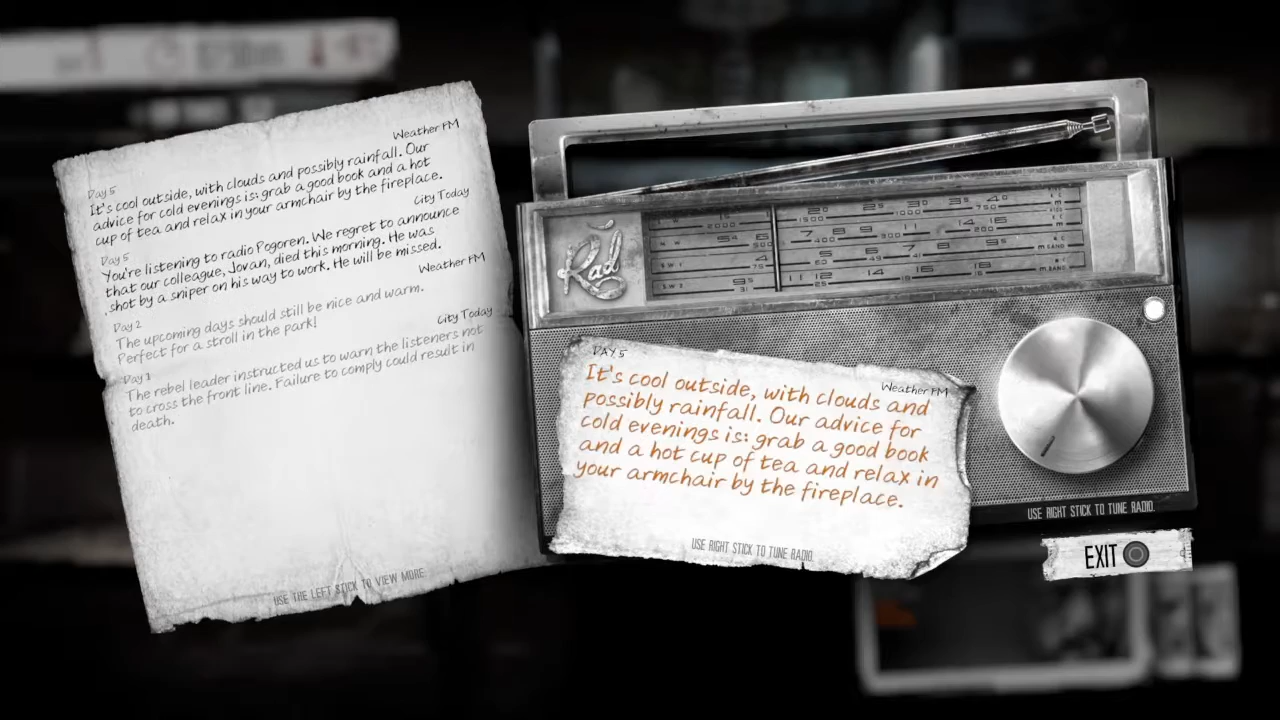 Weather FM
Day 5
It's cool outside, with clouds and possibly rainfall. Our
advice for cold evenings is: grab a good book and a hot
cup of tea and relax in your armchair by the fireplace.
City Today
Day 5
You're listening to radio Pogoren. We regret to announce
that our colleague, Jovan, died this morning. He was
shot by a sniper on his way to work. He will be missed.
Weather FM
Day 2
The upcoming days should still be nice and warm.
Perfect for a stroll in the park!
City Today
Day 1
The rebel leader instructed us to warn the listeners not
to cross the front line. Failure to comply could result in
death.
USE THE LEFT STICK TO VIEW MORE
Rad
DAY 5
Weather FM
It's cool outside, with clouds and
possibly rainfall. Our advice for
cold evenings is: grab a good book
and a hot cup of tea and relax in
your armchair by the fireplace.
USE RIGHT STICK TO TUNE RADIO.
USE RIGHT STICK TO TUNE RADIO.
EXIT